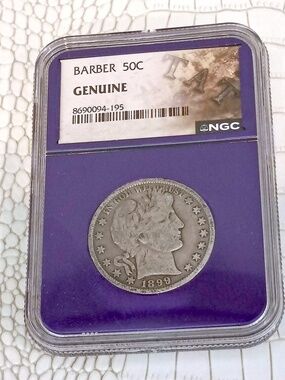 BARBER 50C
GENUINE
8690094-195
NGC
IN GOD WE TRUST
1899